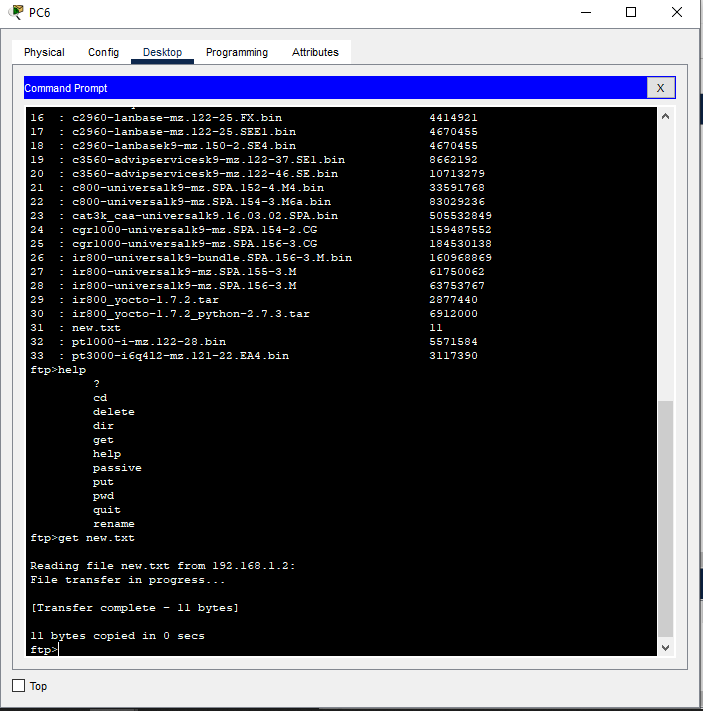 PC6
Physical Config Desktop Programming Attributes
Command Prompt X
16 : c2960-lanbase-mz.122-25.FX.bin 4414921
17 : c2960-lanbase-mz.122-25.SEE1.bin 4670455
18 : c2960-lanbasek9-mz.150-2.SE4.bin 4670455
19 : c3560-advipservicesk9-mz.122-37.SE1.bin 8662192
20 : c3560-advipservicesk9-mz.122-46.SE.bin 10713279
21 : c800-universalk9-mz.SPA.152-4.M4.bin 33591768
22 : c800-universalk9-mz.SPA.154-3.M6a.bin 83029236
23 : cat3k_caa-universalk9.16.03.02.SPA.bin 505532849
24 : cgr1000-universalk9-mz.SPA.154-2.CG 159487552
25 : cgr1000-universalk9-mz.SPA.156-3.CG 184530138
26 : ir800-universalk9-bundle.SPA.156-3.M.bin 160968869
27 : ir800-universalk9-mz.SPA.155-3.M 61750062
28 : ir800-universalk9-mz.SPA.156-3.M 63753767
29 : ir800_yocto-1.7.2.tar 2877440
30 : ir800_yocto-1.7.2_python-2.7.3.tar 6912000
31 : new.txt 11
32 : pt1000-i-mz.122-28.bin 5571584
33 : pt3000-i6q4l2-mz.121-22.EA4.bin 3117390
ftp>help
?
cd
delete
dir
get
help
passive
put
pwd
quit
rename
ftp>get new.txt
Reading file new.txt from 192.168.1.2:
File transfer in progress...
[Transfer complete - 11 bytes]
11 bytes copied in 0 secs
ftp>
Top